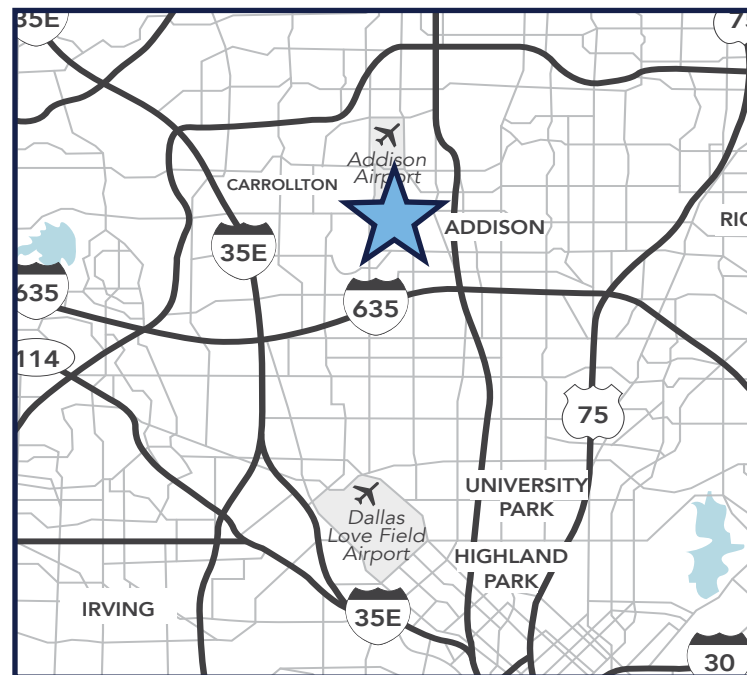 35E
Addison
Airport
CARROLLTON
ADDISON
35E
635
635
114
75
UNIVERSITY
PARK
Dallas
Love Field
Airport
HIGHLAND
PARK
IRVING
35E
30